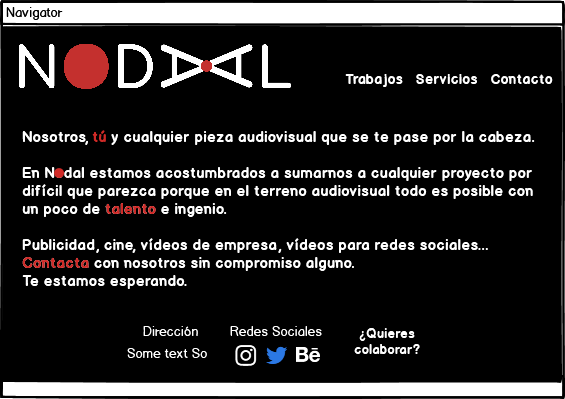 Navigator
NODAL
Trabajos Servicios Contacto
Nosotros, tú y cualquier pieza audiovisual que se te pase por la cabeza.
En Nodal estamos acostumbrados a sumarnos a cualquier proyecto por
difícil que parezca porque en el terreno audiovisual todo es posible con
un poco de talento e ingenio.
Publicidad, cine, vídeos de empresa, vídeos para redes sociales...
Contacta con nosotros sin compromiso alguno.
Te estamos esperando.
Dirección Redes Sociales ¿Quieres
colaborar?
Some text So Bē